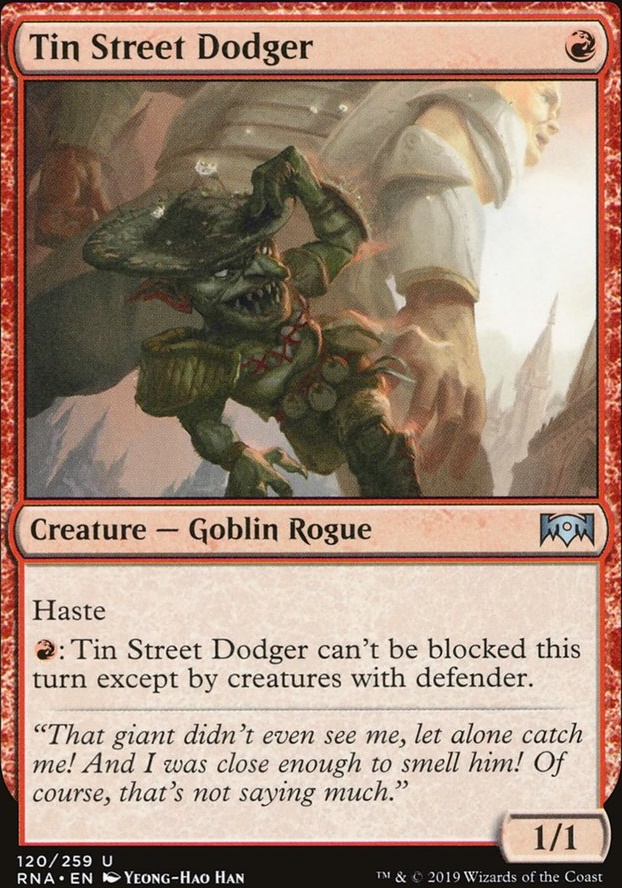 Tin Street Dodger
Creature — Goblin Rogue
Haste
: Tin Street Dodger can't be blocked this
turn except by creatures with defender.
“That giant didn't even see me, let alone catch
me! And I was close enough to smell him! Of
course, that's not saying much.”
1/1
120/259 U
RNA • EN Yeong-Hao Han
™ & © 2019 Wizards of the Coast